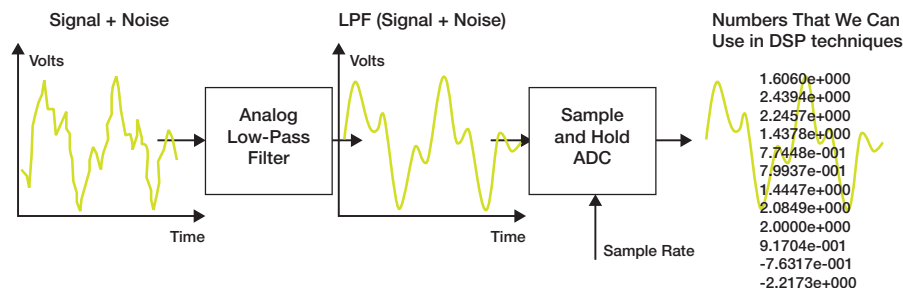 Signal + Noise
Volts
Time
Analog
Low-Pass
Filter
LPF (Signal + Noise)
Volts
Time
Sample
and Hold
ADC
Sample Rate
Numbers That We Can
Use in DSP techniques
1.6060e+000
2.4394e+000
2.2457e+000
1.4378e+000
7.7448e-001
7.9937e-001
1.4447e+000
2.0849e+000
2.0000e+000
9.1704e-001
-7.6317e-001
-2.2173e+000